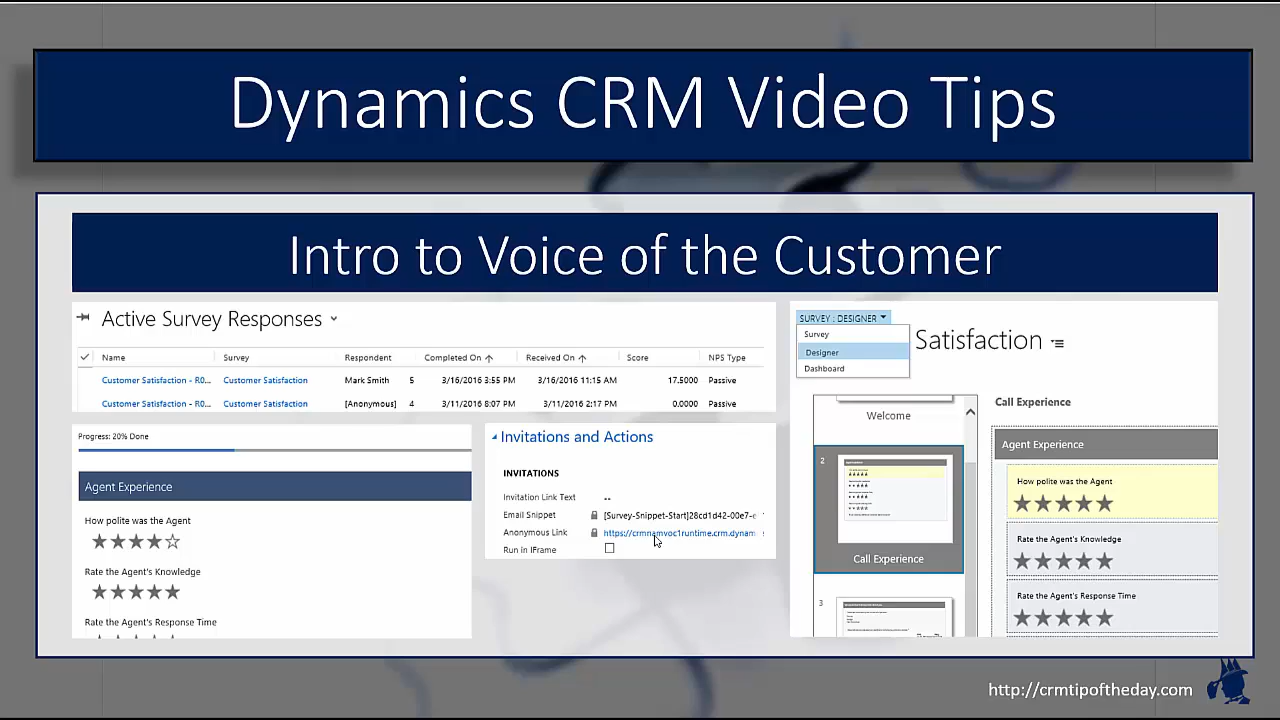 Dynamics CRM Video Tips
Intro to Voice of the Customer
Active Survey Responses
Name Survey Respondent Completed On Received On Score NPS Type
Customer Satisfaction - R0... Customer Satisfaction Mark Smith 5 3/16/2016 3:55 PM 3/16/2016 11:15 AM 17.5000 Passive
Customer Satisfaction - R0... Customer Satisfaction [Anonymous] 4 3/11/2016 8:07 PM 3/11/2016 2:17 PM 0.0000 Passive
Progress: 20% Done
Agent Experience
How polite was the Agent
Rate the Agent's Knowledge
Rate the Agent's Response Time
Invitations and Actions
INVITATIONS
Invitation Link Text --
Email Snippet [Survey-Snippet-Start]28cd1d42-00e7-
Anonymous Link https://crmnamvoc1runtime.crm.dynam
Run in IFrame
SURVEY : DESIGNER
Survey
Designer
Dashboard
Satisfaction
Welcome
2
Call Experience
3
Call Experience
Agent Experience
How polite was the Agent
Rate the Agent's Knowledge
Rate the Agent's Response Time
http://crmtipoftheday.com